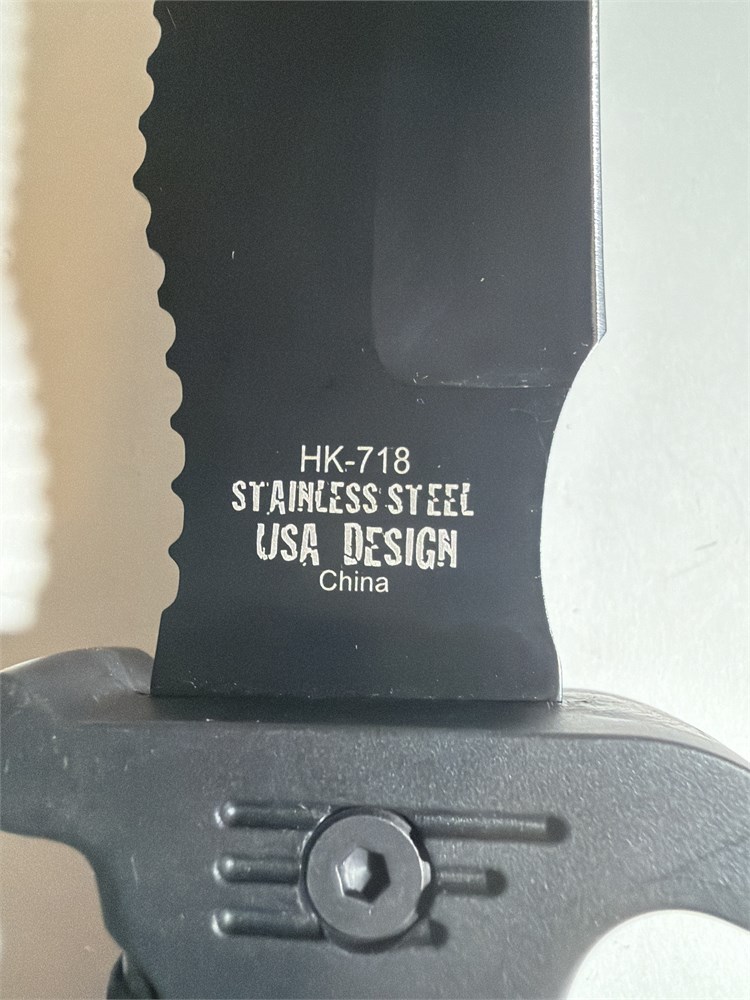 HK-718
STAINLESS STEEL
USA DESIGN
China